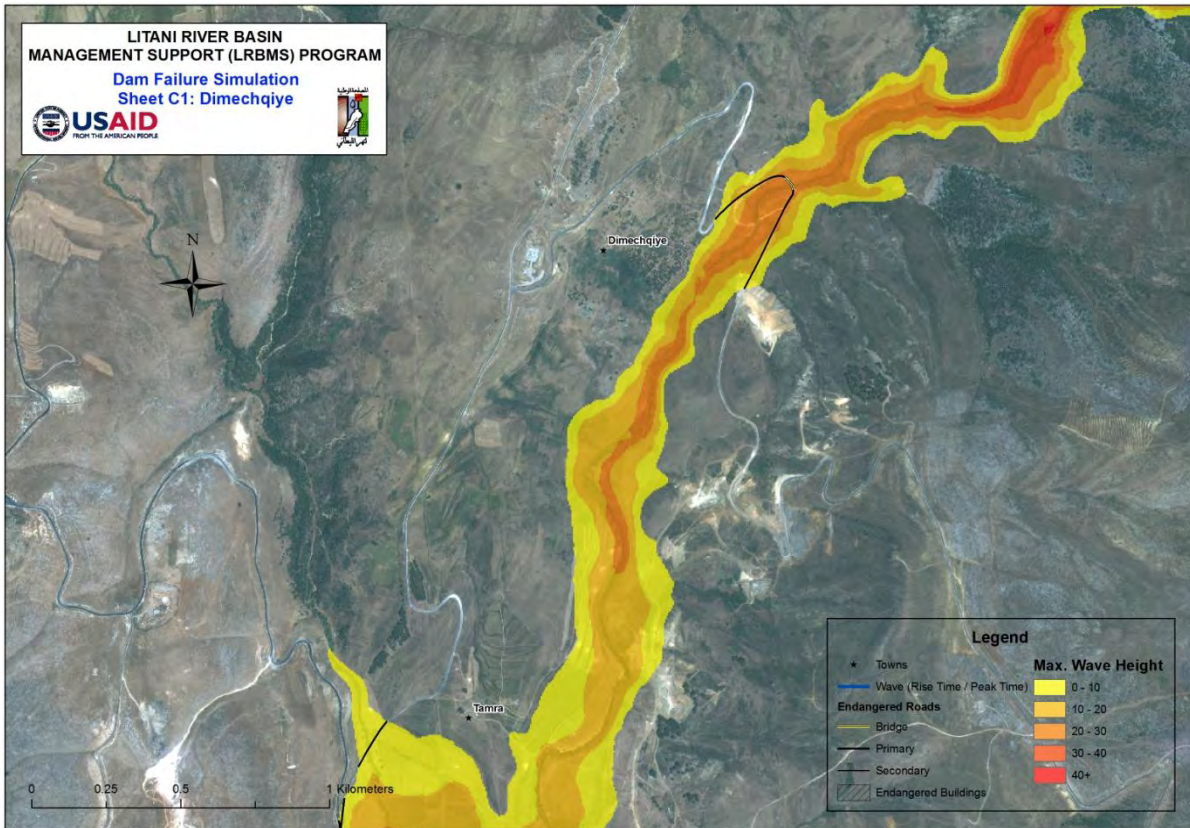 LITANI RIVER BASIN
MANAGEMENT SUPPORT (LRBMS) PROGRAM
Dam Failure Simulation
Sheet C1: Dimechqiye
USAID
FROM THE AMERICAN PEOPLE
N
Dimechqiye
Tamra
0 0.25 0.5 1 Kilometers
Legend
Towns
Wave (Rise Time / Peak Time)
Endangered Roads
Bridge
Primary
Secondary
Endangered Buildings
Max. Wave Height
0 - 10
10 - 20
20 - 30
30 - 40
40+